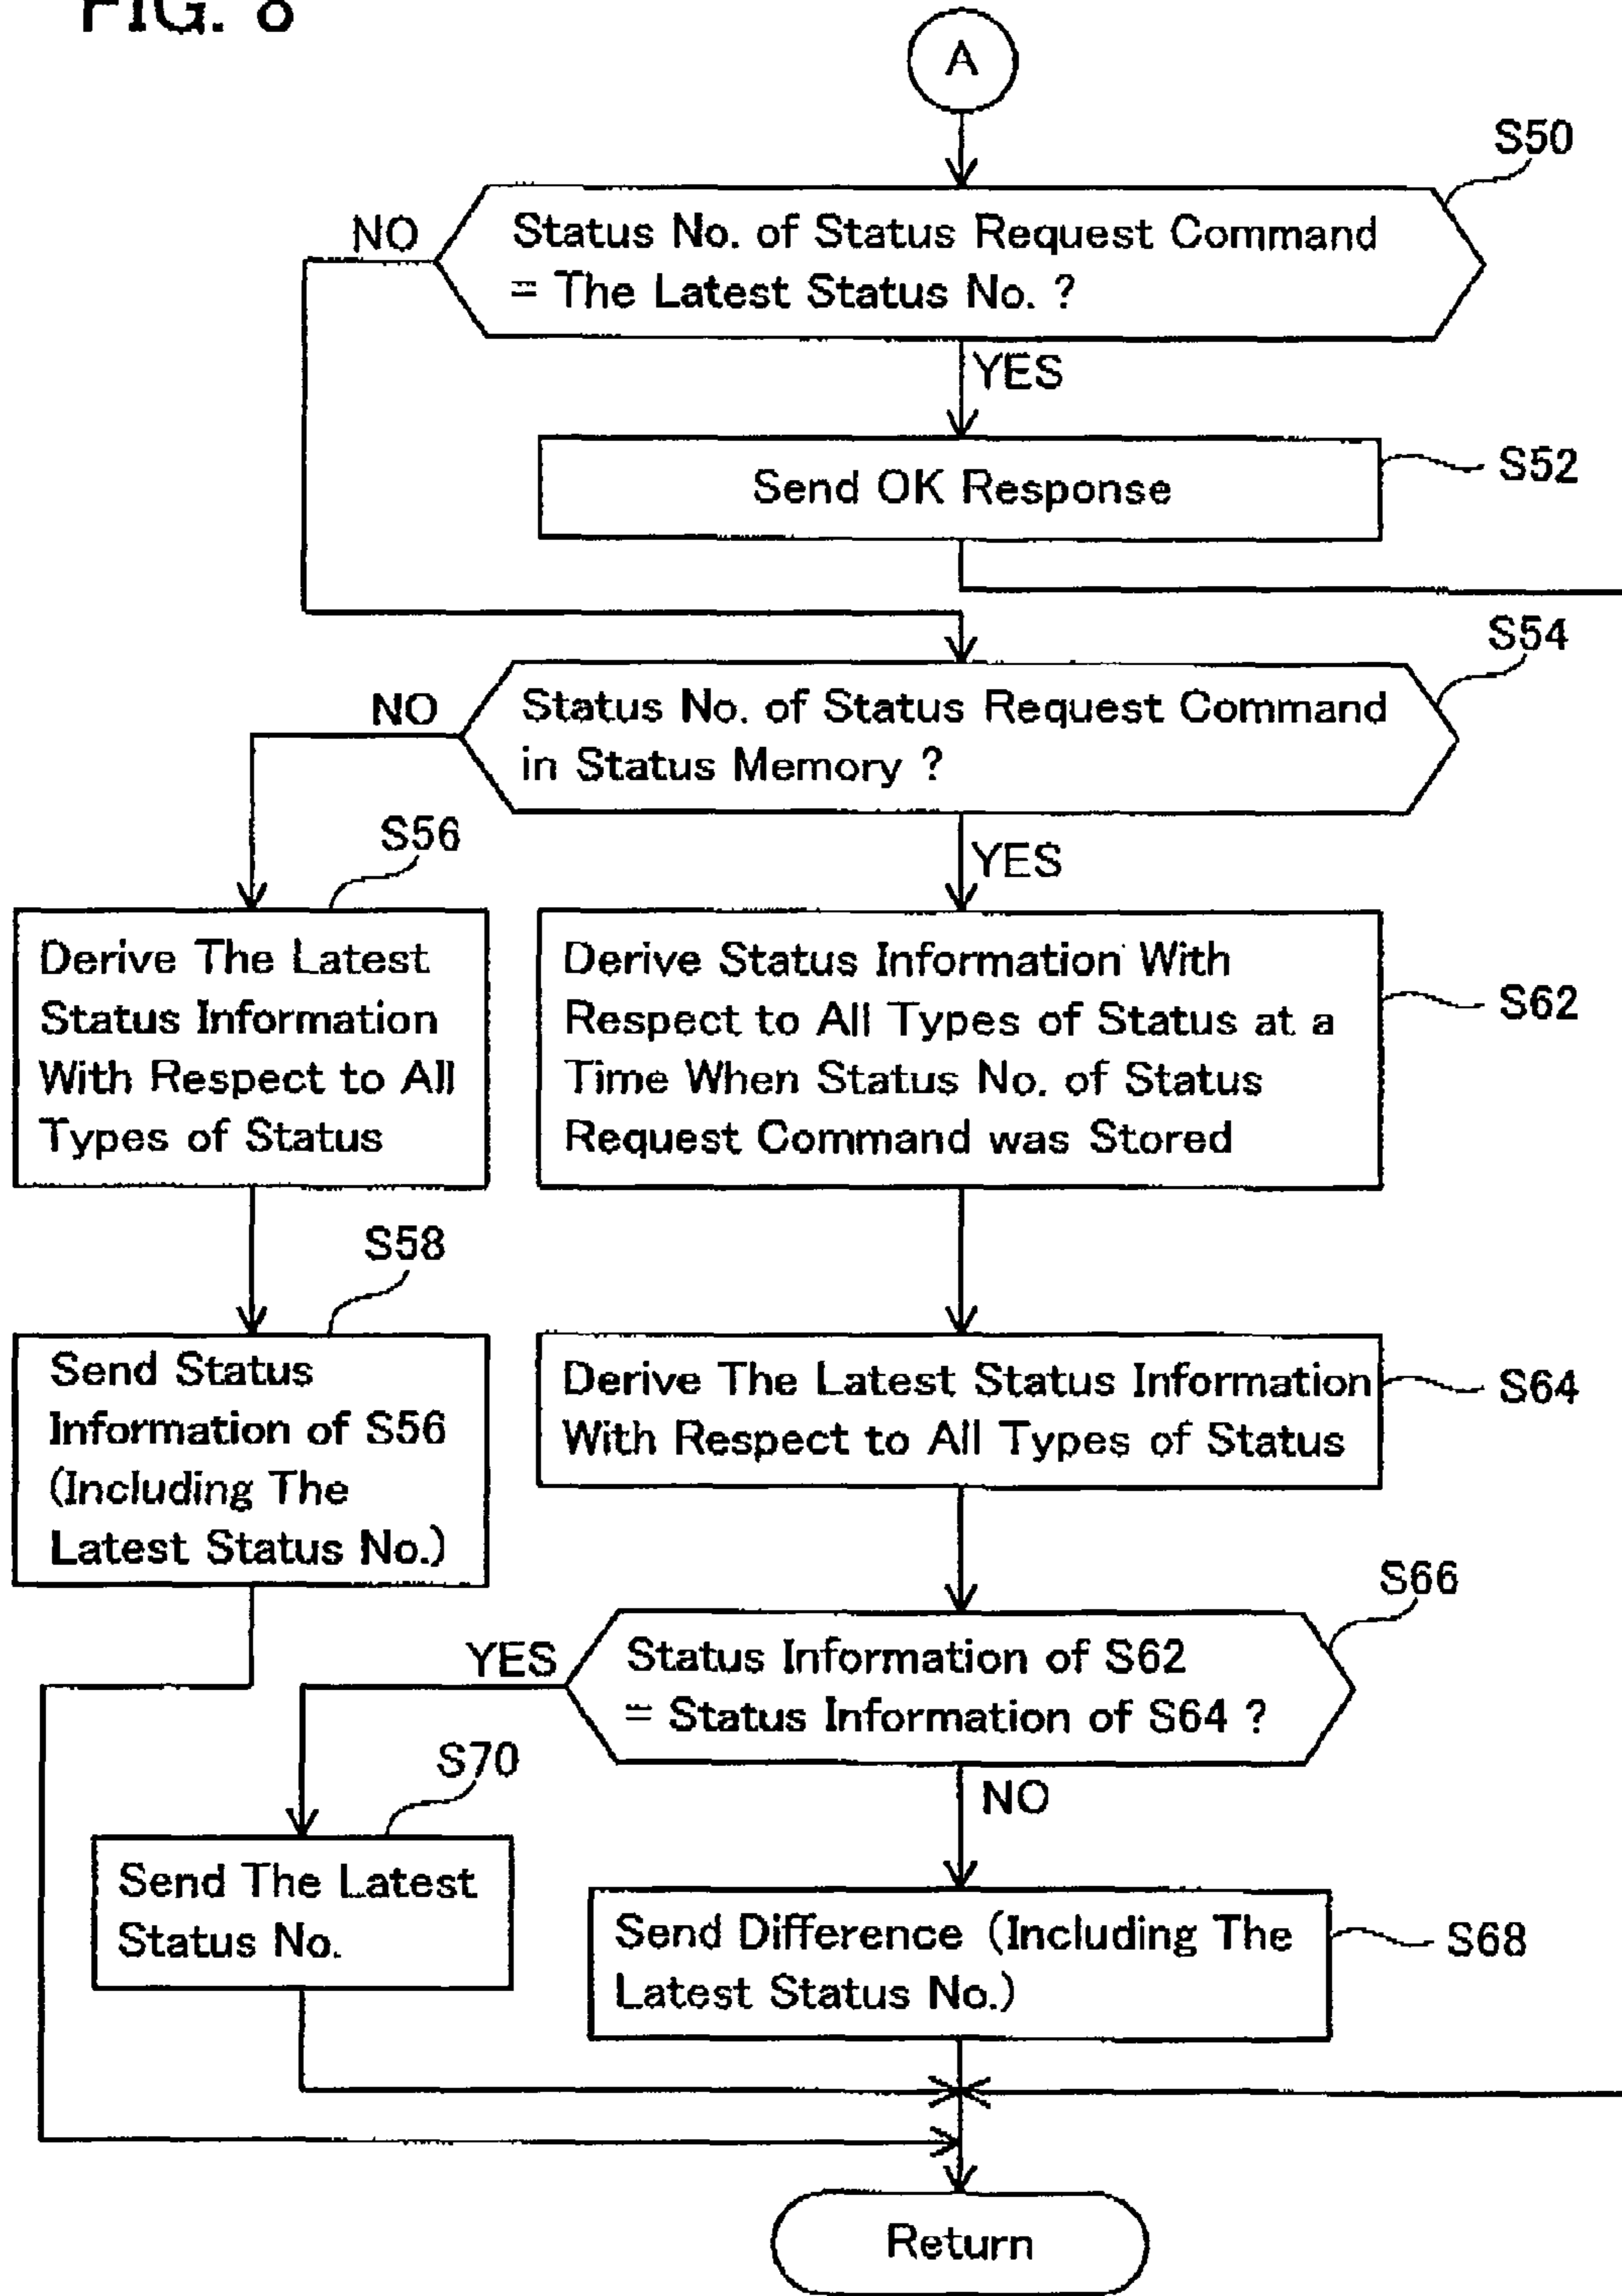 FIG. 8
A
S50
NO
Status No. of Status Request Command
= The Latest Status No. ?
YES
Send OK Response
S52
S54
NO
Status No. of Status Request Command
in Status Memory ?
YES
S56
Derive The Latest
Status Information
With Respect to All
Types of Status
Derive Status Information With
Respect to All Types of Status at a
Time When Status No. of Status
Request Command was Stored
S62
S58
Send Status
Information of S56
(Including The
Latest Status No.)
Derive The Latest Status Information
With Respect to All Types of Status
S64
S66
YES
Status Information of S62
= Status Information of S64 ?
NO
S70
Send The Latest
Status No.
Send Difference (Including The
Latest Status No.)
S68
Return